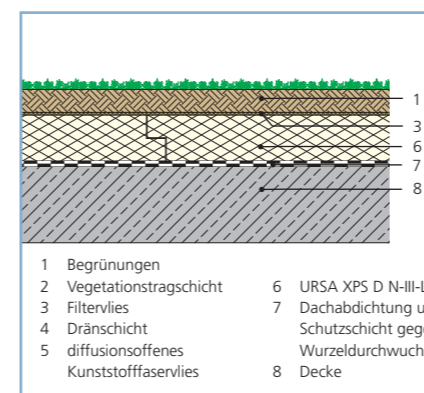 1
3
6
7
8
1 Begrünungen
2 Vegetationstragschicht
3 Filtervlies
4 Dränschicht
5 diffusionsoffenes
Kunststofffaservlies
6 URSA XPS D N-III-L
7 Dachabdichtung u
Schutzschicht geg
Wurzeldurchwuch
8 Decke